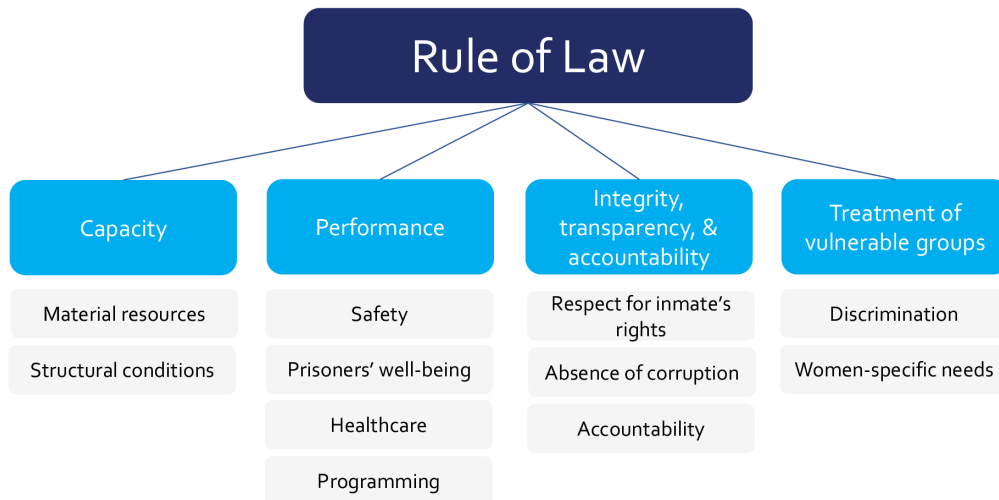 Rule of Law
Capacity
Performance
Integrity,
transparency, &
accountability
Treatment of
vulnerable groups
Material resources
Structural conditions
Safety
Prisoners' well-being
Healthcare
Programming
Respect for inmate's
rights
Absence of corruption
Accountability
Discrimination
Women-specific needs